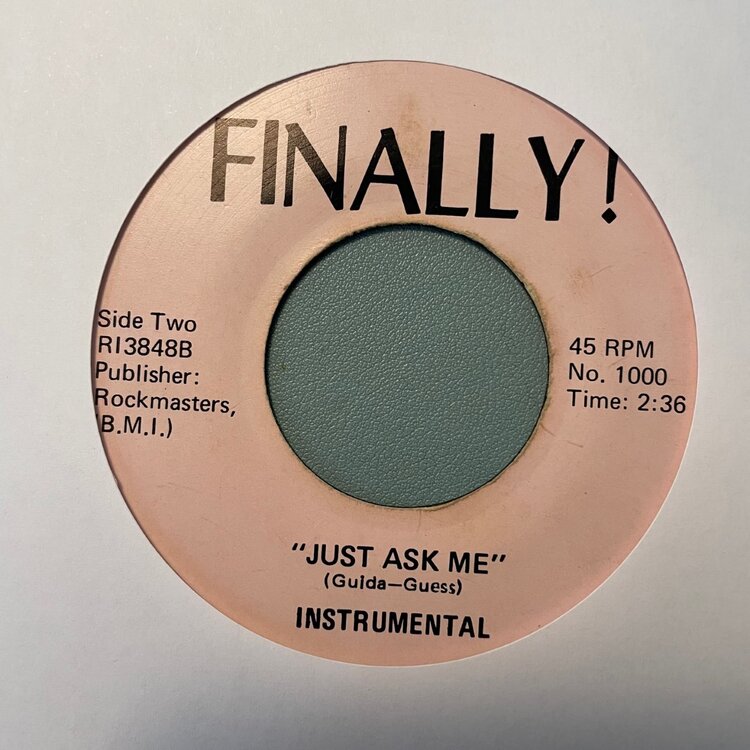 FINALLY!
Side Two
RI3848B
Publisher:
Rockmasters,
B.M.I.)
45 RPM
No. 1000
Time: 2:36
"JUST ASK ME"
(Guida—Guess)
INSTRUMENTAL